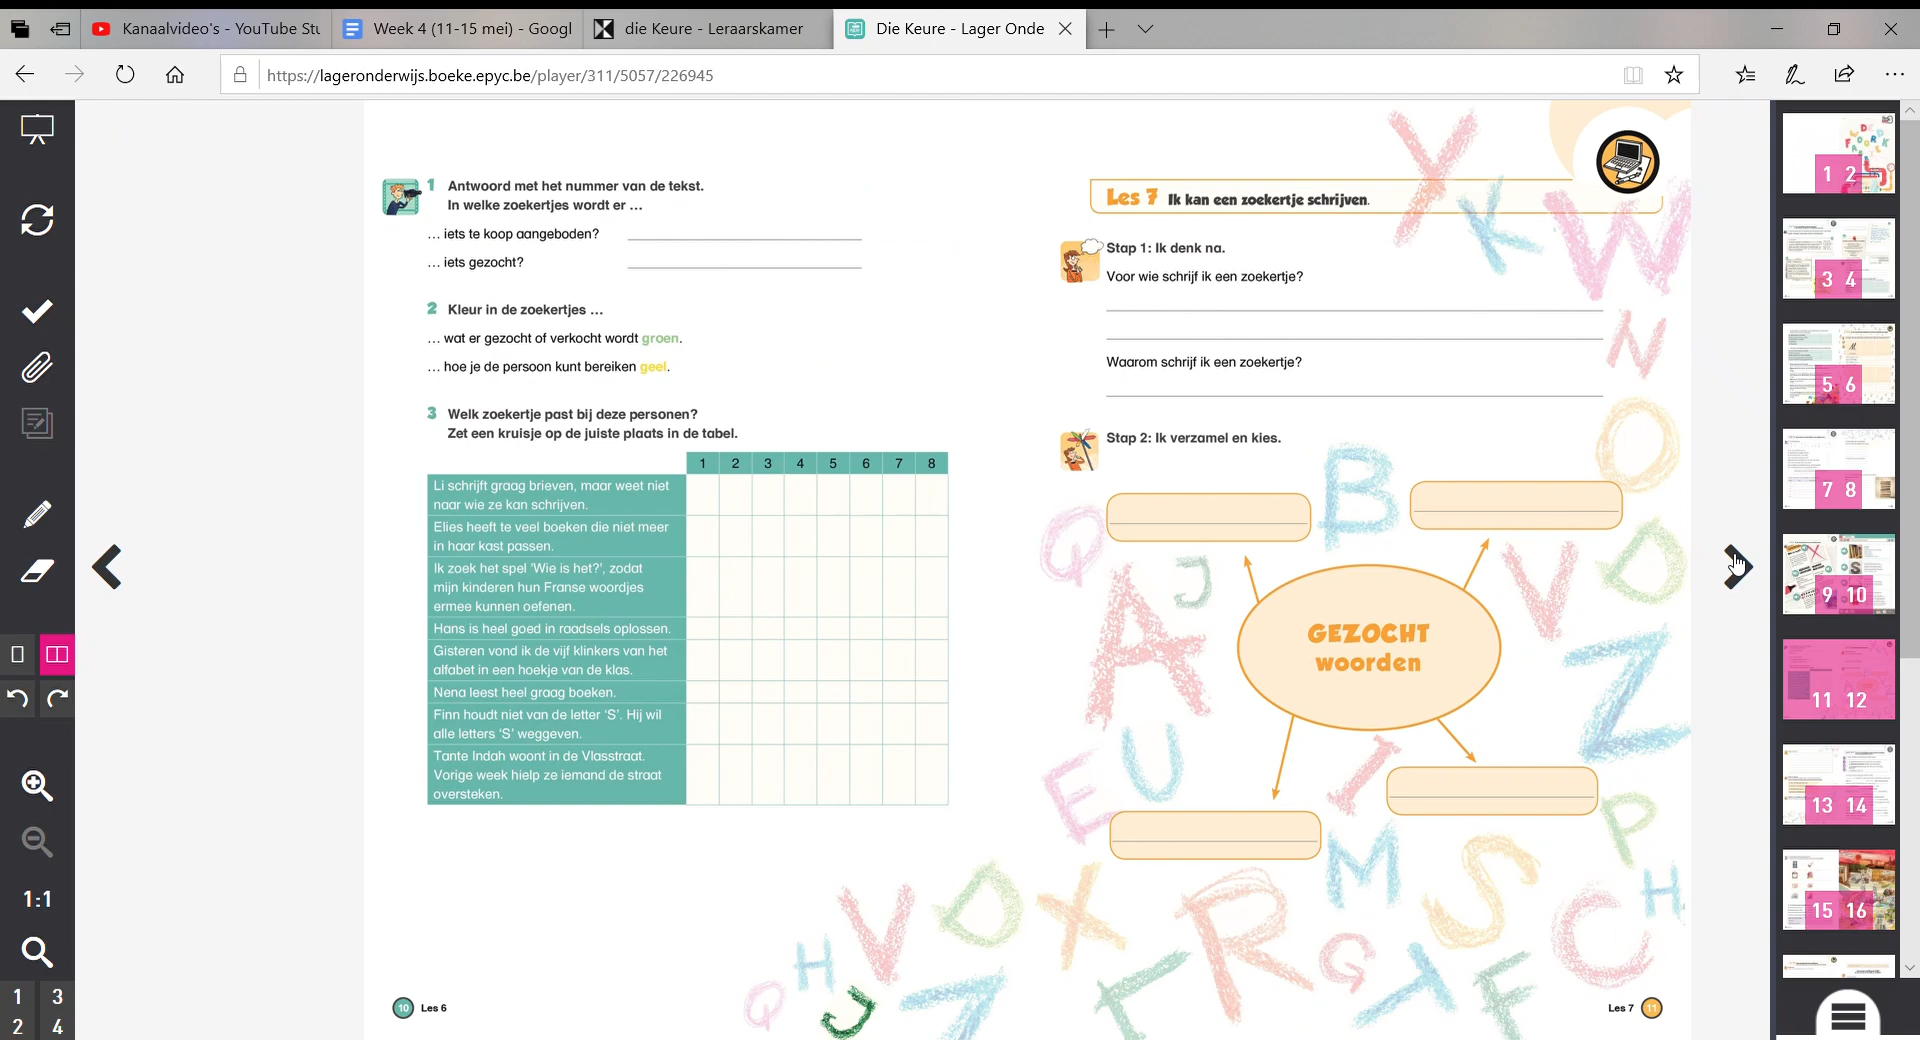 Kanaalvideo's - YouTube Stu
Week 4 (11-15 mei) - Googl
die Keure - Leraarskamer
Die Keure - Lager Onde
https://lageronderwijs.boeke.epyc.be/player/311/5057/226945
1 Antwoord met het nummer van de tekst.
In welke zoekertjes wordt er ...
... iets te koop aangeboden?
... iets gezocht?
2 Kleur in de zoekertjes ...
... wat er gezocht of verkocht wordt groen.
... hoe je de persoon kunt bereiken geel.
3 Welk zoekertje past bij deze personen?
Zet een kruisje op de juiste plaats in de tabel.
1 2 3 4 5 6 7 8
Li schrijft graag brieven, maar weet niet
naar wie ze kan schrijven.
Elies heeft te veel boeken die niet meer
in haar kast passen.
Ik zoek het spel 'Wie is het?', zodat
mijn kinderen hun Franse woordjes
ermee kunnen oefenen.
Hans is heel goed in raadsels oplossen.
Gisteren vond ik de vijf klinkers van het
alfabet in een hoekje van de klas.
Nena leest heel graag boeken.
Finn houdt niet van de letter 'S'. Hij wil
alle letters 'S' weggeven.
Tante Indah woont in de Vlasstraat.
Vorige week hielp ze iemand de straat
oversteken.
10 Les 6
Les 7 Ik kan een zoekertje schrijven.
Stap 1: Ik denk na.
Voor wie schrijf ik een zoekertje?
Waarom schrijf ik een zoekertje?
Stap 2: Ik verzamel en kies.
GEZOCHT
woorden
Les 7 11
X
K
W
N
O
B
Q
J
V
D
A
Z
U
E
I
P
M
S
H
V
D
X
R
C
H
G
Q
J
Z
T
F
1 2
3 4
5 6
7 8
9 10
11 12
13 14
15 16
1:1
1 3
2 4